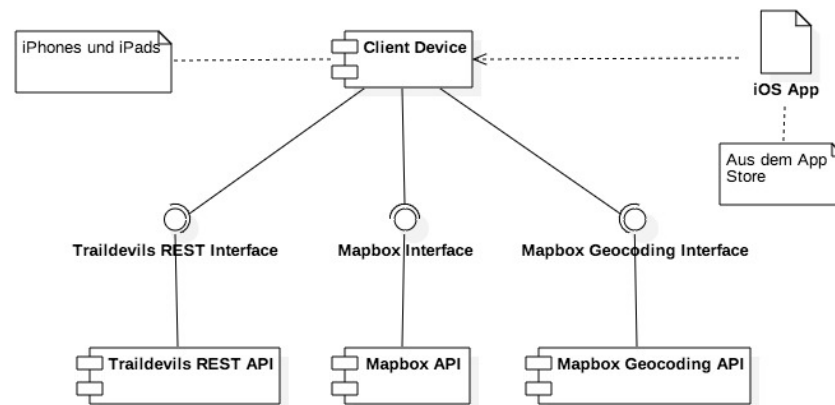 iPhones und iPads
Client Device
iOS App
Aus dem App
Store
Traildevils REST Interface
Mapbox Interface
Mapbox Geocoding Interface
Traildevils REST API
Mapbox API
Mapbox Geocoding API